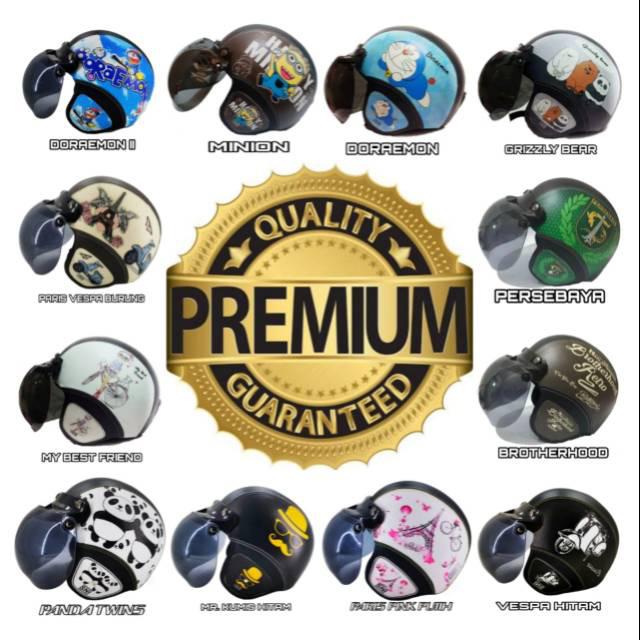 DORAEMON II
MINION
DORAEMON
GRIZZLY BEAR
PARIS VESPA BURUNG
QUALITY
PREMIUM
GUARANTEED
PERSEBAYA
MY BEST FRIEND
BROTHERHOOD
PANDA TWINS
MR. KUMIS HITAM
PARIS PINK PUTIH
VESPA HITAM